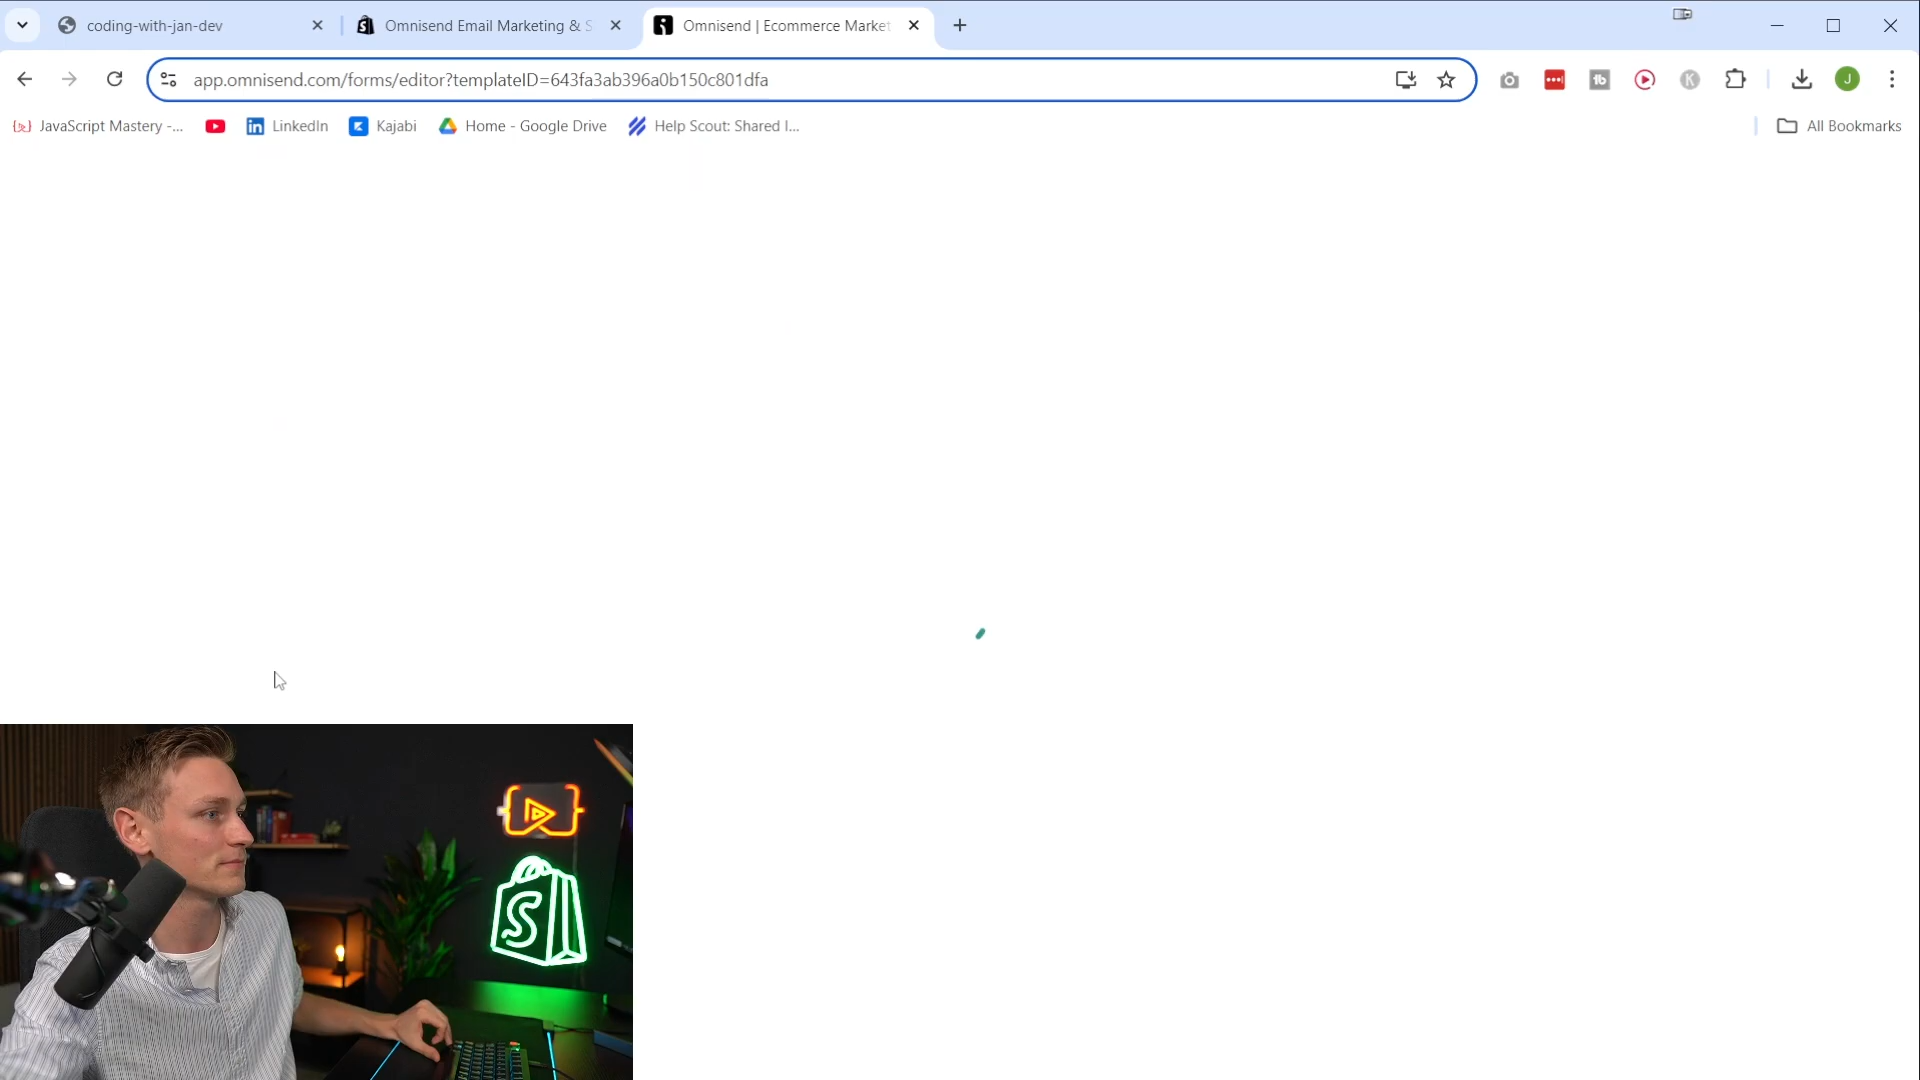 coding-with-jan-dev
Omnisend Email Marketing & S
Omnisend | Ecommerce Market
app.omnisend.com/forms/editor?templateID=643fa3ab396a0b150c801dfa
JavaScript Mastery -...
LinkedIn
Kajabi
Home - Google Drive
Help Scout: Shared I...
All Bookmarks
J